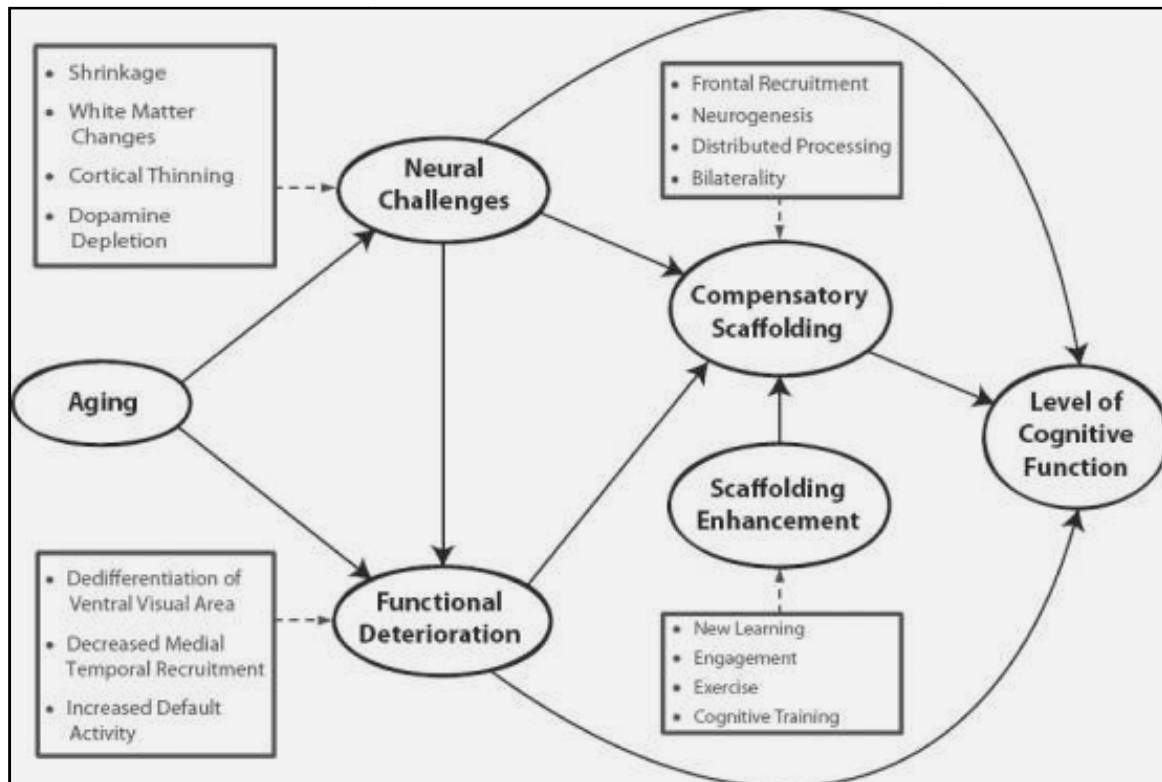 • Shrinkage
• White Matter
Changes
• Cortical Thinning
• Dopamine
Depletion
Neural
Challenges
• Frontal Recruitment
• Neurogenesis
• Distributed Processing
• Bilaterality
Compensatory
Scaffolding
Aging
Level of
Cognitive
Function
Scaffolding
Enhancement
• Dedifferentiation of
Ventral Visual Area
• Decreased Medial
Temporal Recruitment
• Increased Default
Activity
Functional
Deterioration
• New Learning
• Engagement
• Exercise
• Cognitive Training